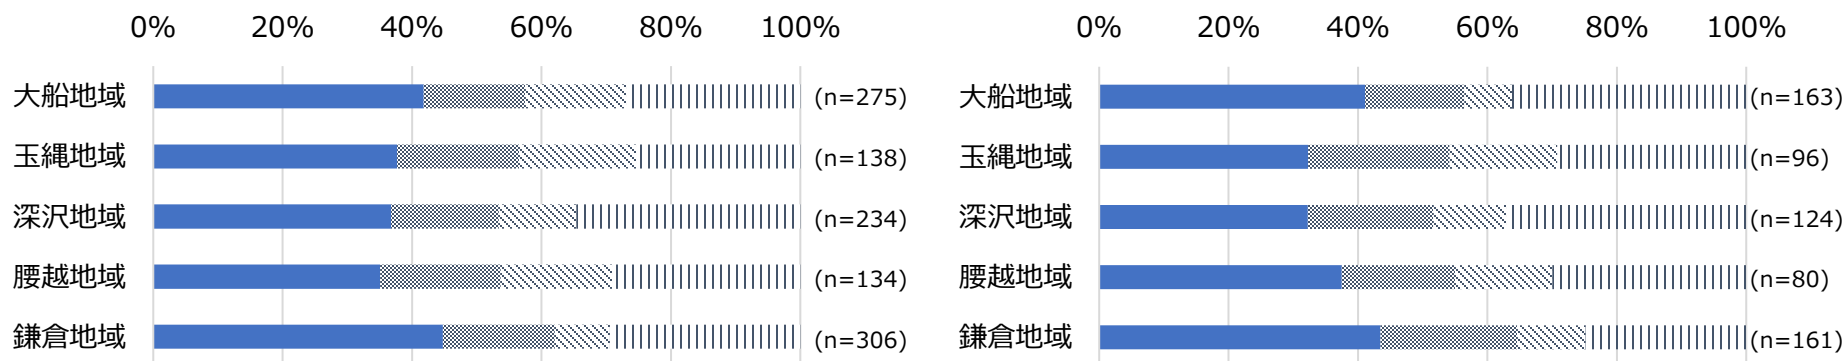 0% 20% 40% 60% 80% 100%
大船地域 (n=275)
玉縄地域 (n=138)
深沢地域 (n=234)
腰越地域 (n=134)
鎌倉地域 (n=306)
0% 20% 40% 60% 80% 100%
大船地域 (n=163)
玉縄地域 (n=96)
深沢地域 (n=124)
腰越地域 (n=80)
鎌倉地域 (n=161)